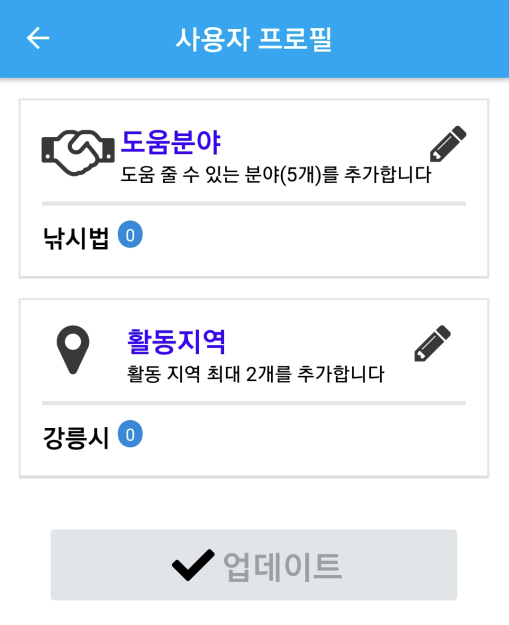 사용자 프로필
도움분야
도움 줄 수 있는 분야(5개)를 추가합니다
낚시법 0
활동지역
활동 지역 최대 2개를 추가합니다
강릉시 0
업데이트